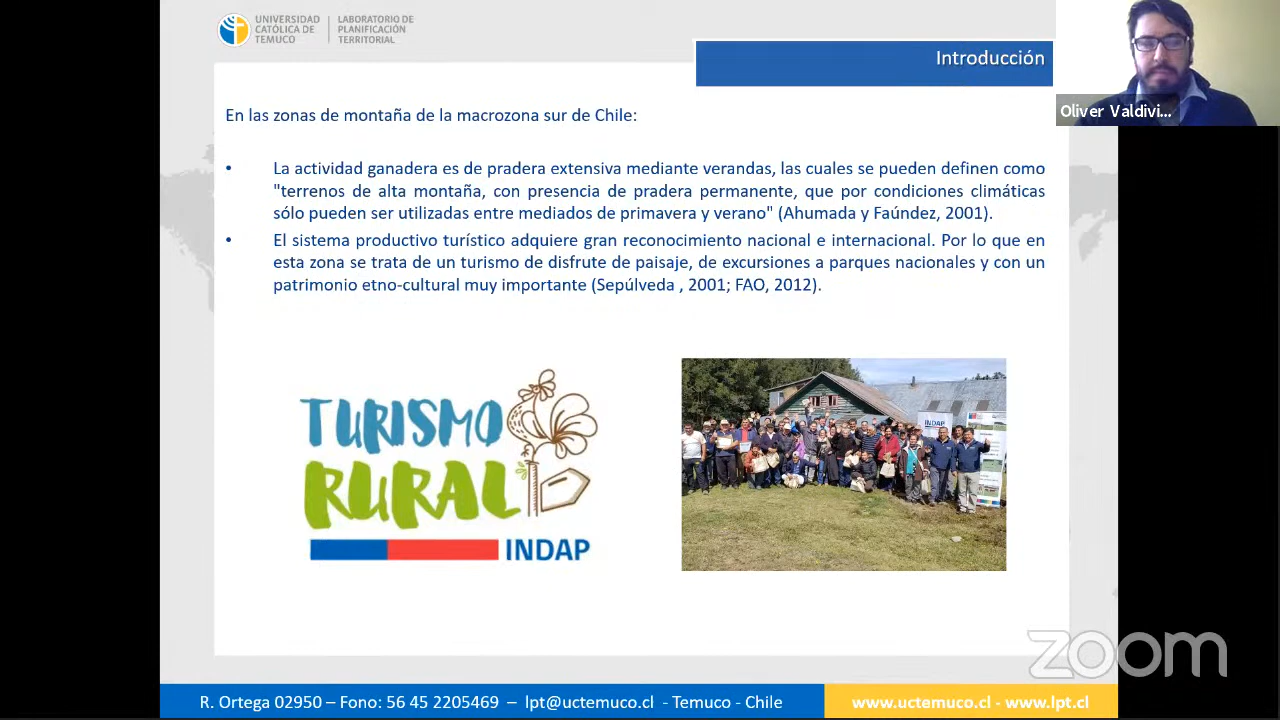 UNIVERSIDAD
CATÓLICA DE
TEMUCO
LABORATORIO DE
PLANIFICACIÓN
TERRITORIAL
Introducción
Oliver Valdivi...
En las zonas de montaña de la macrozona sur de Chile:
• La actividad ganadera es de pradera extensiva mediante verandas, las cuales se pueden definen como
"terrenos de alta montaña, con presencia de pradera permanente, que por condiciones climáticas
sólo pueden ser utilizadas entre mediados de primavera y verano" (Ahumada y Faúndez, 2001).
• El sistema productivo turístico adquiere gran reconocimiento nacional e internacional. Por lo que en
esta zona se trata de un turismo de disfrute de paisaje, de excursiones a parques nacionales y con un
patrimonio etno-cultural muy importante (Sepúlveda , 2001; FAO, 2012).
TURISMO
RURAL
INDAP
INDAP
zoom
R. Ortega 02950 – Fono: 56 45 2205469 – lpt@uctemuco.cl - Temuco - Chile
www.uctemuco.cl - www.lpt.cl